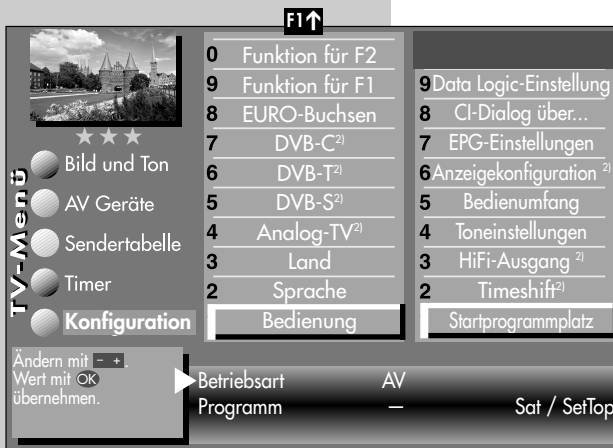 F1↑
TV-Menü
Bild und Ton
AV Geräte
Sendertabelle
Timer
Konfiguration
0 Funktion für F2
9 Funktion für F1
8 EURO-Buchsen
7 DVB-C2)
6 DVB-T2)
5 DVB-S2)
4 Analog-TV2)
3 Land
2 Sprache
Bedienung
9 Data Logic-Einstellung
8 CI-Dialog über...
7 EPG-Einstellungen
6 Anzeigekonfiguration 2)
5 Bedienumfang
4 Toneinstellungen
3 HiFi-Ausgang 2)
2 Timeshift2)
Startprogrammplatz
Ändern mit - +.
Wert mit OK
übernehmen.
Betriebsart AV
Programm – Sat / SetTop